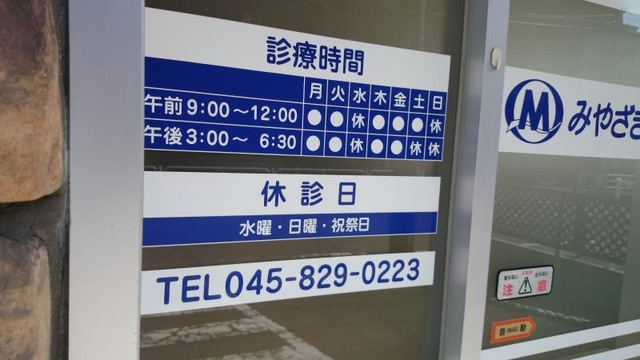 診療時間
月 火 水 木 金 土 日
午前 9:00～12:00 ● ● 休 ● ● ● 休
午後 3:00～ 6:30 ● ● 休 ● ● 休 休
休診日
水曜・日曜・祝祭日
TEL045-829-0223
M みやざき
注 意
自 動